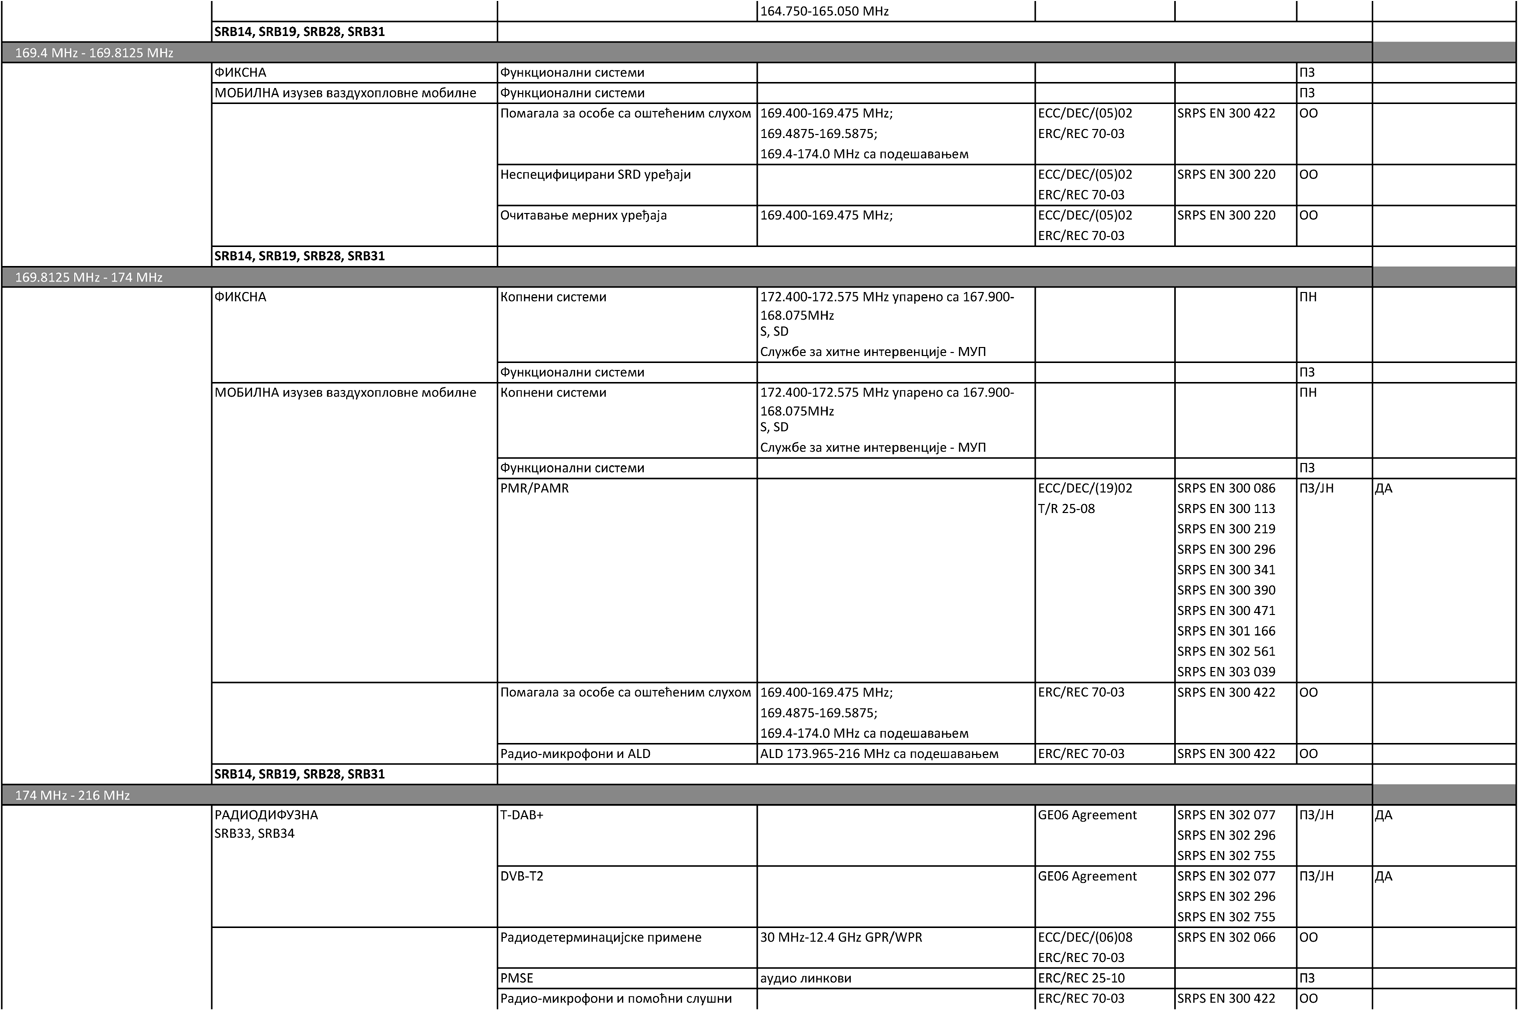 164.750-165.050 MHz
SRB14, SRB19, SRB28, SRB31
169.4 MHz - 169.8125 MHz
ФИКСНА Функционални системи ПЗ
МОБИЛНА изузев ваздухопловне мобилне Функционални системи ПЗ
Помагала за особе са оштећеним слухом 169.400-169.475 MHz; ECC/DEC/(05)02 SRPS EN 300 422 ОО
169.4875-169.5875; ERC/REC 70-03
169.4-174.0 MHz са подешавањем
Неспецифицирани SRD уређаји ECC/DEC/(05)02 SRPS EN 300 220 ОО
ERC/REC 70-03
Очитавање мерних уређаја 169.400-169.475 MHz; ECC/DEC/(05)02 SRPS EN 300 220 ОО
ERC/REC 70-03
SRB14, SRB19, SRB28, SRB31
169.8125 MHz - 174 MHz
ФИКСНА Копнени системи 172.400-172.575 MHz упарено са 167.900- ПН
168.075MHz
S, SD
Службе за хитне интервенције - МУП
Функционални системи ПЗ
МОБИЛНА изузев ваздухопловне мобилне Копнени системи 172.400-172.575 MHz упарено са 167.900- ПН
168.075MHz
S, SD
Службе за хитне интервенције - МУП
Функционални системи ПЗ
PMR/PAMR ECC/DEC/(19)02 SRPS EN 300 086 ПЗ/ЈН ДА
T/R 25-08 SRPS EN 300 113
SRPS EN 300 219
SRPS EN 300 296
SRPS EN 300 341
SRPS EN 300 390
SRPS EN 300 471
SRPS EN 301 166
SRPS EN 302 561
SRPS EN 303 039
Помагала за особе са оштећеним слухом 169.400-169.475 MHz; ERC/REC 70-03 SRPS EN 300 422 ОО
169.4875-169.5875;
169.4-174.0 MHz са подешавањем
Радио-микрофони и ALD ALD 173.965-216 MHz са подешавањем ERC/REC 70-03 SRPS EN 300 422 ОО
SRB14, SRB19, SRB28, SRB31
174 MHz - 216 MHz
РАДИОДИФУЗНА T-DAB+ GE06 Agreement SRPS EN 302 077 ПЗ/ЈН ДА
SRB33, SRB34 SRPS EN 302 296
SRPS EN 302 755
DVB-T2 GE06 Agreement SRPS EN 302 077 ПЗ/ЈН ДА
SRPS EN 302 296
SRPS EN 302 755
Радиодетерминацијске примене 30 MHz-12.4 GHz GPR/WPR ECC/DEC/(06)08 SRPS EN 302 066 ОО
ERC/REC 70-03
PMSE аудио линкови ERC/REC 25-10 ПЗ
Радио-микрофони и помоћни слушни ERC/REC 70-03 SRPS EN 300 422 ОО